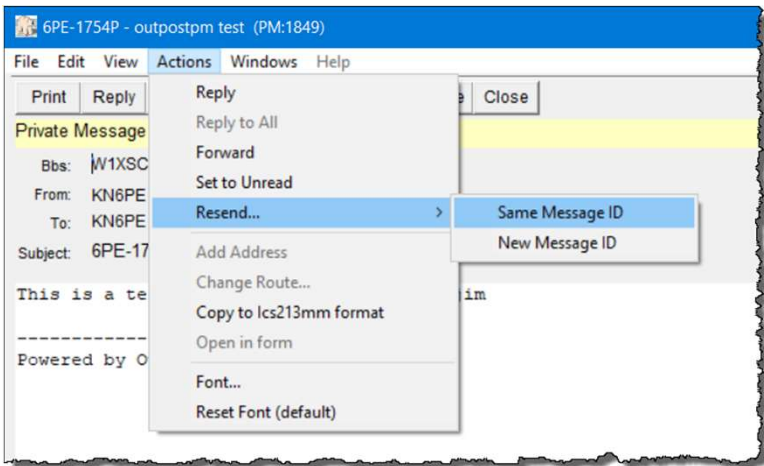 6PE-1754P - outpostpm test (PM:1849)
File Edit View Actions Windows Help
Print Reply Close
Private Message
Bbs: W1XSC
From: KN6PE
To: KN6PE
Subject: 6PE-17
This is a te jim
------------
Powered by O
Reply
Reply to All
Forward
Set to Unread
Resend... >
Add Address
Change Route...
Copy to Ics213mm format
Open in form
Font...
Reset Font (default)
Same Message ID
New Message ID